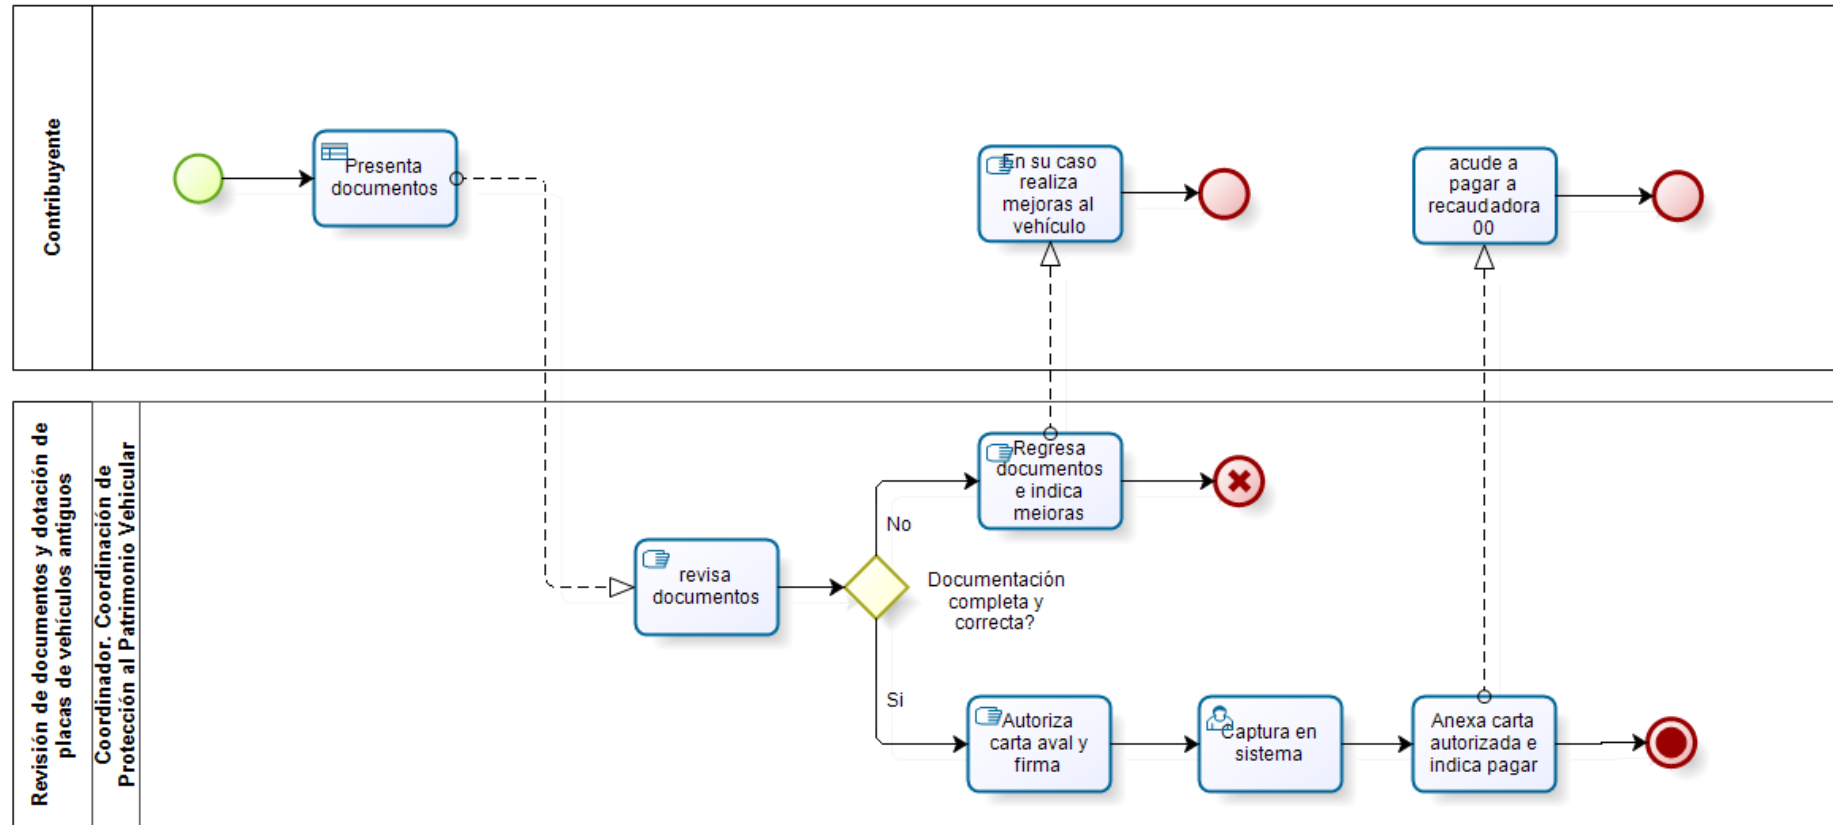 Contribuyente
Presenta
documentos
En su caso
realiza
mejoras al
vehículo
acude a
pagar a
recaudadora
00
Revisión de documentos y dotación de
placas de vehículos antiguos
Coordinador. Coordinación de
Protección al Patrimonio Vehicular
revisa
documentos
No
Documentación
completa y
correcta?
Si
Regresa
documentos
e indica
mejoras
Autoriza
carta aval y
firma
Captura en
sistema
Anexa carta
autorizada e
indica pagar